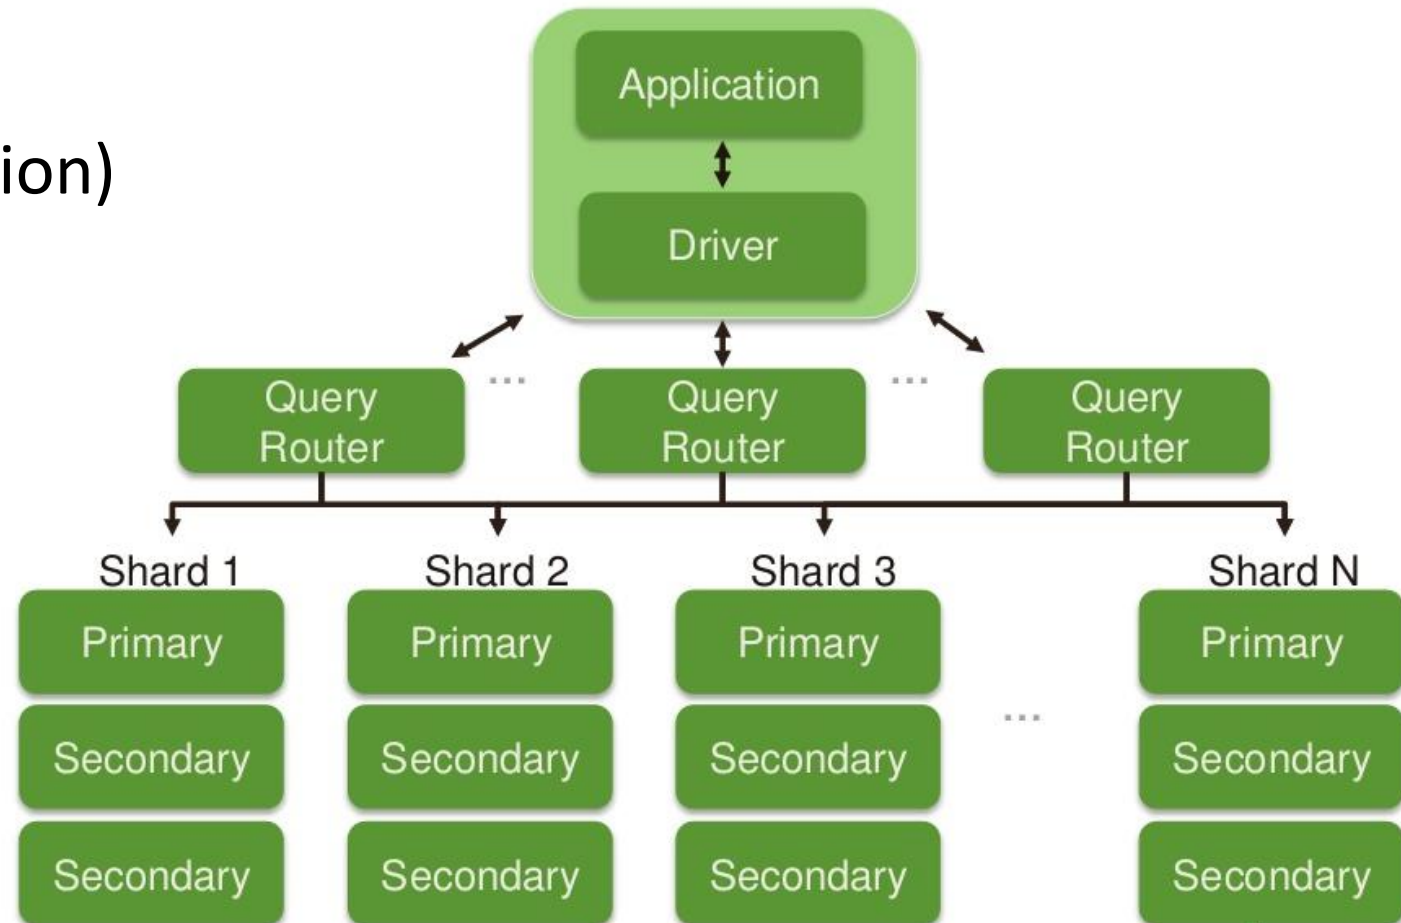 Application
ion)
Driver
... ...
Query Query Query
Router Router Router
Shard 1 Shard 2 Shard 3 Shard N
Primary Primary Primary Primary
...
Secondary Secondary Secondary Secondary
Secondary Secondary Secondary Secondary